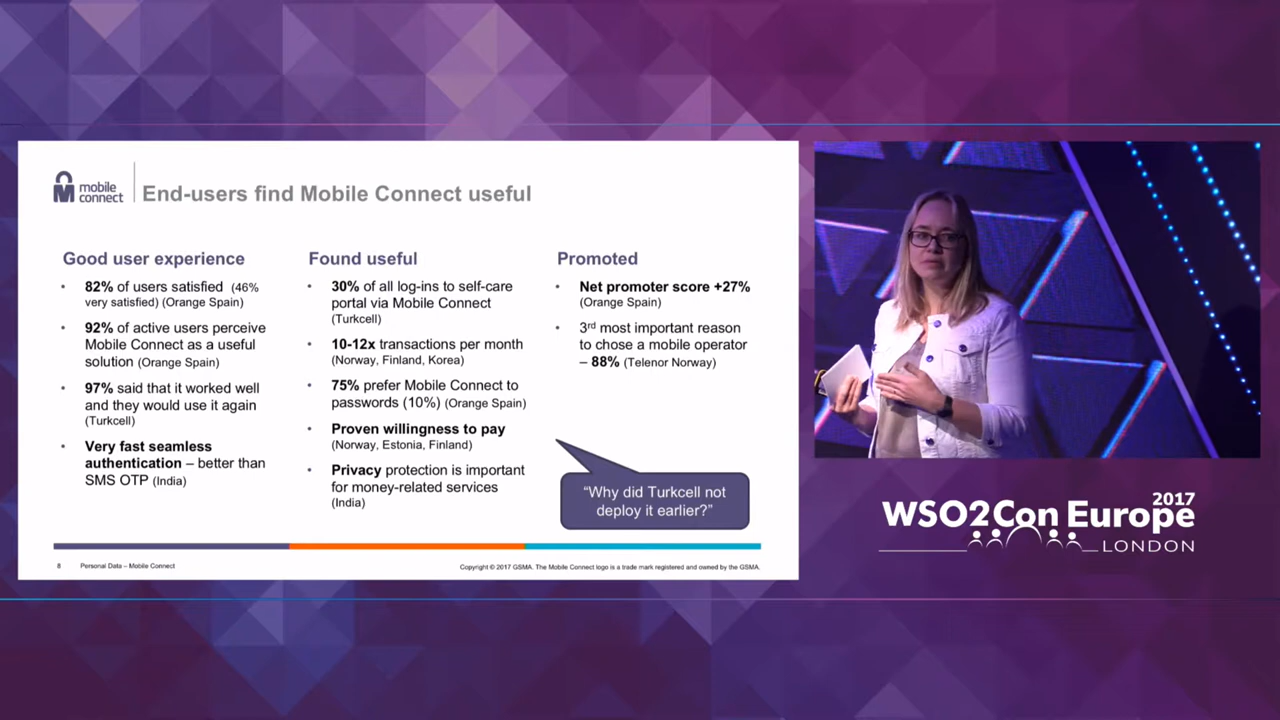 mobile
connect
End-users find Mobile Connect useful
Good user experience
• 82% of users satisfied (46%
very satisfied) (Orange Spain)
• 92% of active users perceive
Mobile Connect as a useful
solution (Orange Spain)
• 97% said that it worked well
and they would use it again
(Turkcell)
• Very fast seamless
authentication – better than
SMS OTP (India)
Found useful
• 30% of all log-ins to self-care
portal via Mobile Connect
(Turkcell)
• 10-12x transactions per month
(Norway, Finland, Korea)
• 75% prefer Mobile Connect to
passwords (10%) (Orange Spain)
• Proven willingness to pay
(Norway, Estonia, Finland)
• Privacy protection is important
for money-related services
(India)
Promoted
• Net promoter score +27%
(Orange Spain)
• 3rd most important reason
to chose a mobile operator
– 88% (Telenor Norway)
“Why did Turkcell not
deploy it earlier?”
8 Personal Data – Mobile Connect
Copyright © 2017 GSMA. The Mobile Connect logo is a trade mark registered and owned by the GSMA.
2017
WSO2Con Europe
LONDON